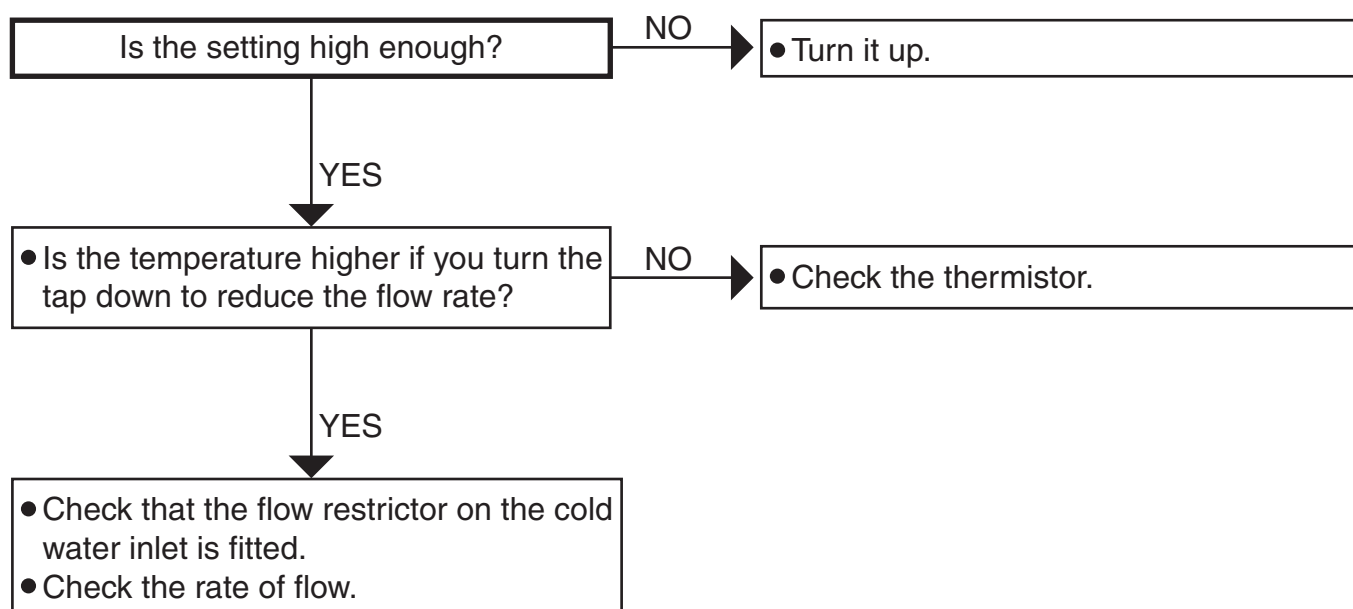 Is the setting high enough?
NO
● Turn it up.
YES
● Is the temperature higher if you turn the
tap down to reduce the flow rate?
NO
● Check the thermistor.
YES
● Check that the flow restrictor on the cold
water inlet is fitted.
● Check the rate of flow.